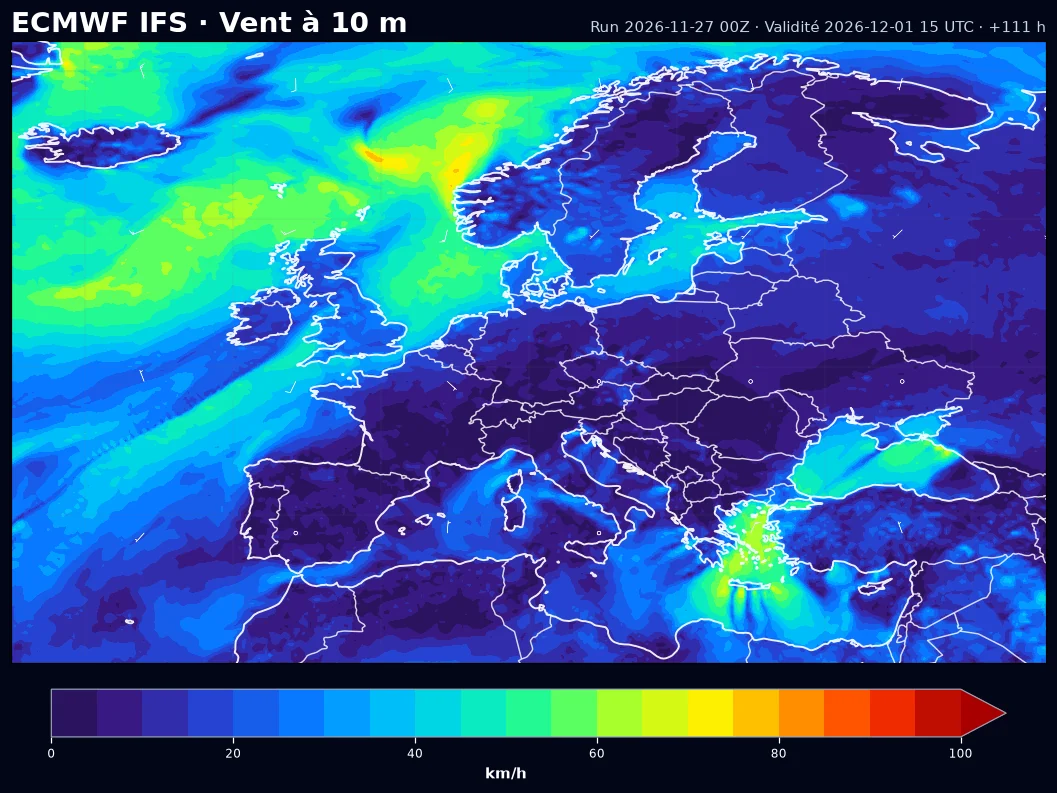 ECMWF IFS · Vent à 10 m
Run 2026-11-27 00Z · Validité 2026-12-01 15 UTC · +111 h
0 20 40 60 80 100
km/h